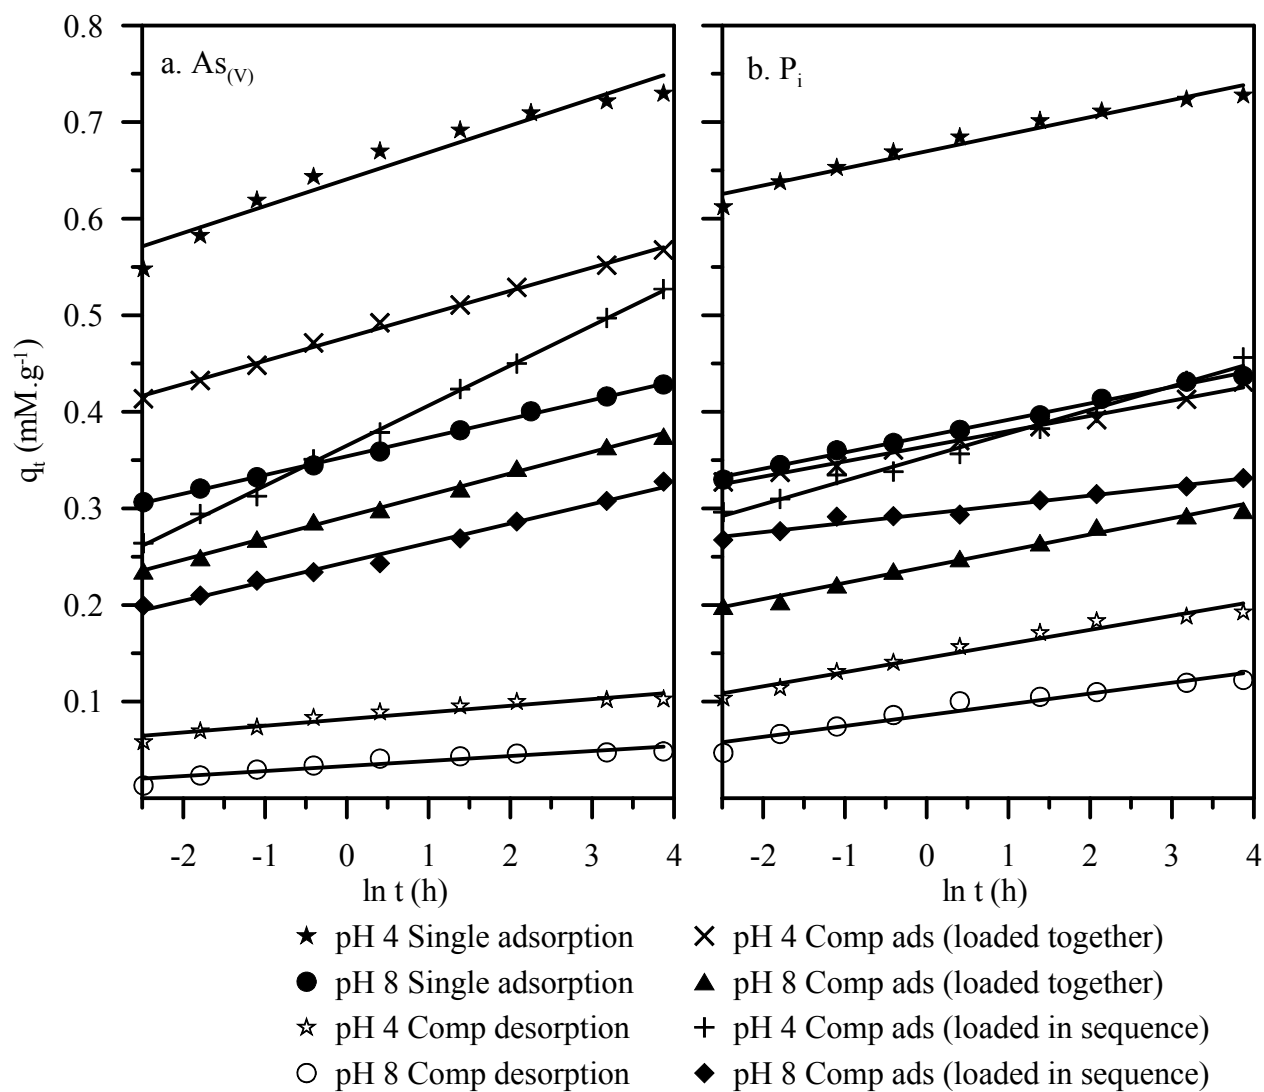 a. As(V)
b. Pi
qt (mM.g-1)
0.8
0.7
0.6
0.5
0.4
0.3
0.2
0.1
-2 -1 0 1 2 3 4
-2 -1 0 1 2 3 4
ln t (h)
ln t (h)
pH 4 Single adsorption
pH 8 Single adsorption
pH 4 Comp desorption
pH 8 Comp desorption
pH 4 Comp ads (loaded together)
pH 8 Comp ads (loaded together)
pH 4 Comp ads (loaded in sequence)
pH 8 Comp ads (loaded in sequence)